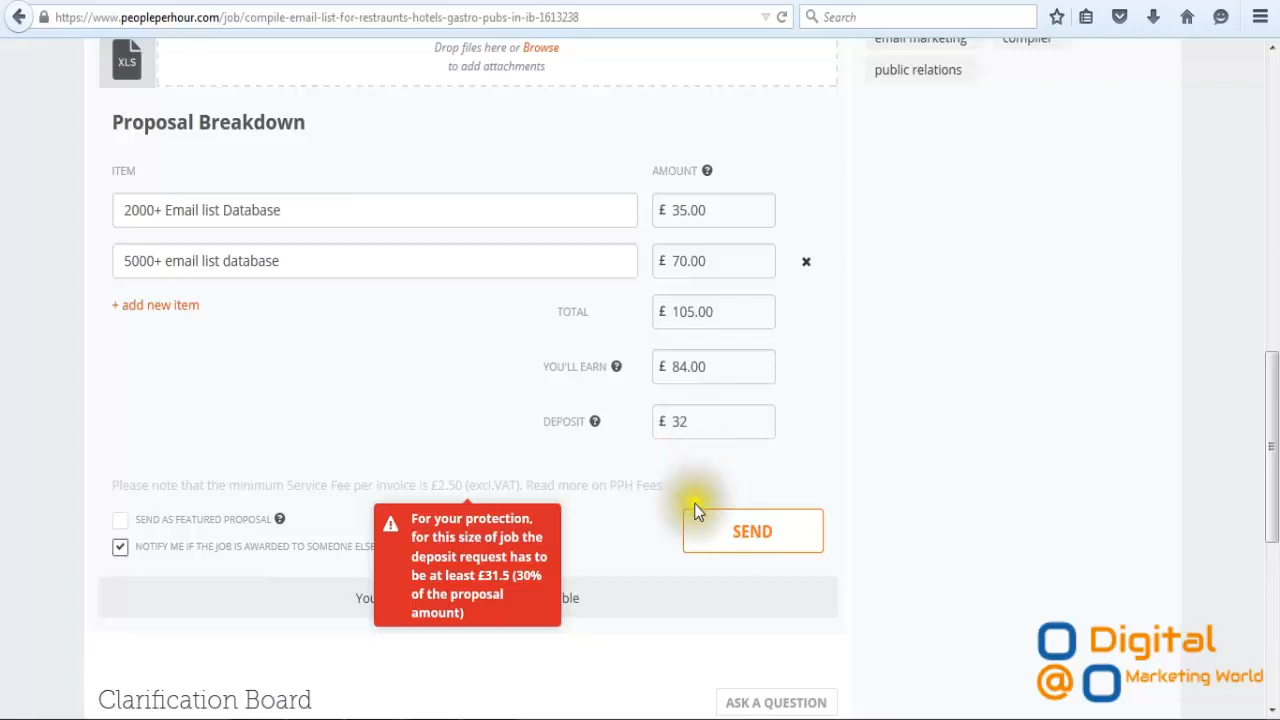 https://www.peopleperhour.com/job/compile-email-list-for-restraunts-hotels-gastro-pubs-in-ib-1613238
Search
email marketing
compiler
public relations
XLS
Drop files here or Browse
to add attachments
Proposal Breakdown
ITEM
AMOUNT
2000+ Email list Database
£ 35.00
5000+ email list database
£ 70.00
+ add new item
TOTAL
£ 105.00
YOU'LL EARN
£ 84.00
DEPOSIT
£ 32
Please note that the minimum Service Fee per invoice is £2.50 (excl.VAT). Read more on PPH Fees
SEND AS FEATURED PROPOSAL
NOTIFY ME IF THE JOB IS AWARDED TO SOMEONE ELSE
For your protection,
for this size of job the
deposit request has to
be at least £31.5 (30%
of the proposal
amount)
SEND
Clarification Board
ASK A QUESTION
Digital
Marketing World